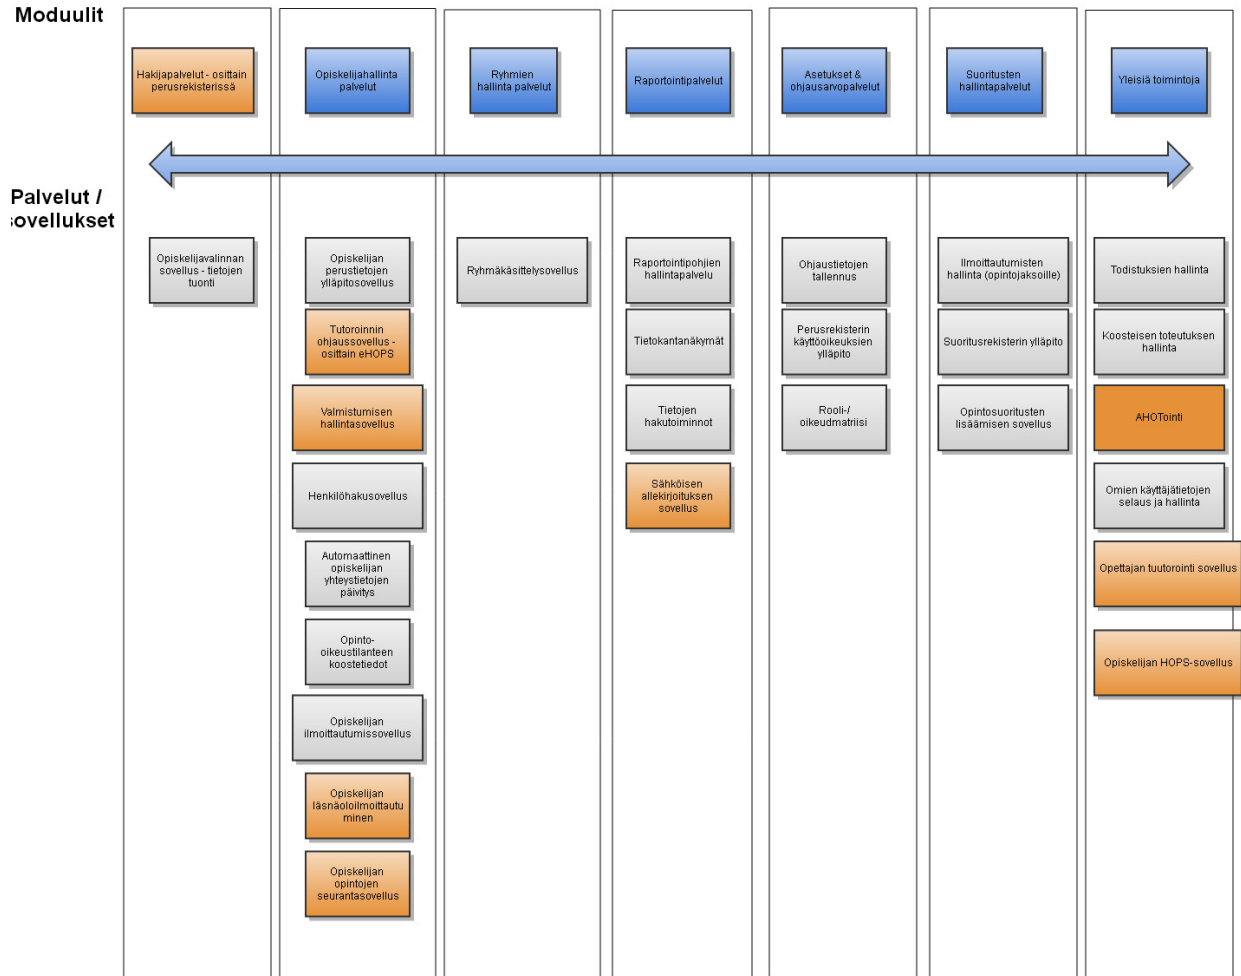 Moduulit
Hakijapalvelut - osittain
perusrekisterissä
Opiskelijahallinta
palvelut
Ryhmien
hallinta palvelut
Raportointipalvelut
Asetukset &
ohjausarvopalvelut
Suoritusten
hallintapalvelut
Yleisiä toimintoja
Palvelut /
sovellukset
Opiskelijavalinnan
sovellus - tietojen
tuonti
Opiskelijan
perustietojen
ylläpitosovellus
Tutoroinnin
ohjaussovellus -
osittain eHOPS
Valmistumisen
hallintasovellus
Henkilöhakusovellus
Automaattinen
opiskelijan
yhteystietojen
päivitys
Opinto-
oikeustilanteen
koostetiedot
Opiskelijan
ilmoittautumissovellus
Opiskelijan
läsnäoloilmoittautu
minen
Opiskelijan
opintojen
seurantasovellus
Ryhmäkäsittelysovellus
Raportointipohjien
hallintapalvelu
Tietokantanäkymät
Tietojen
hakutoiminnot
Sähköisen
allekirjoituksen
sovellus
Ohjaustietojen
tallennus
Perusrekisterin
käyttöoikeuksien
ylläpito
Rooli-/
oikeudmatriisi
Ilmoittautumisten
hallinta (opintojaksoille)
Suoritusrekisterin ylläpito
Opintosuoritusten
lisäämisen sovellus
Todistuksien hallinta
Koosteisen toteutuksen
hallinta
AHOTointi
Omien käyttäjätietojen
selaus ja hallinta
Opettajan tuutorointi sovellus
Opiskelijan HOPS-sovellus